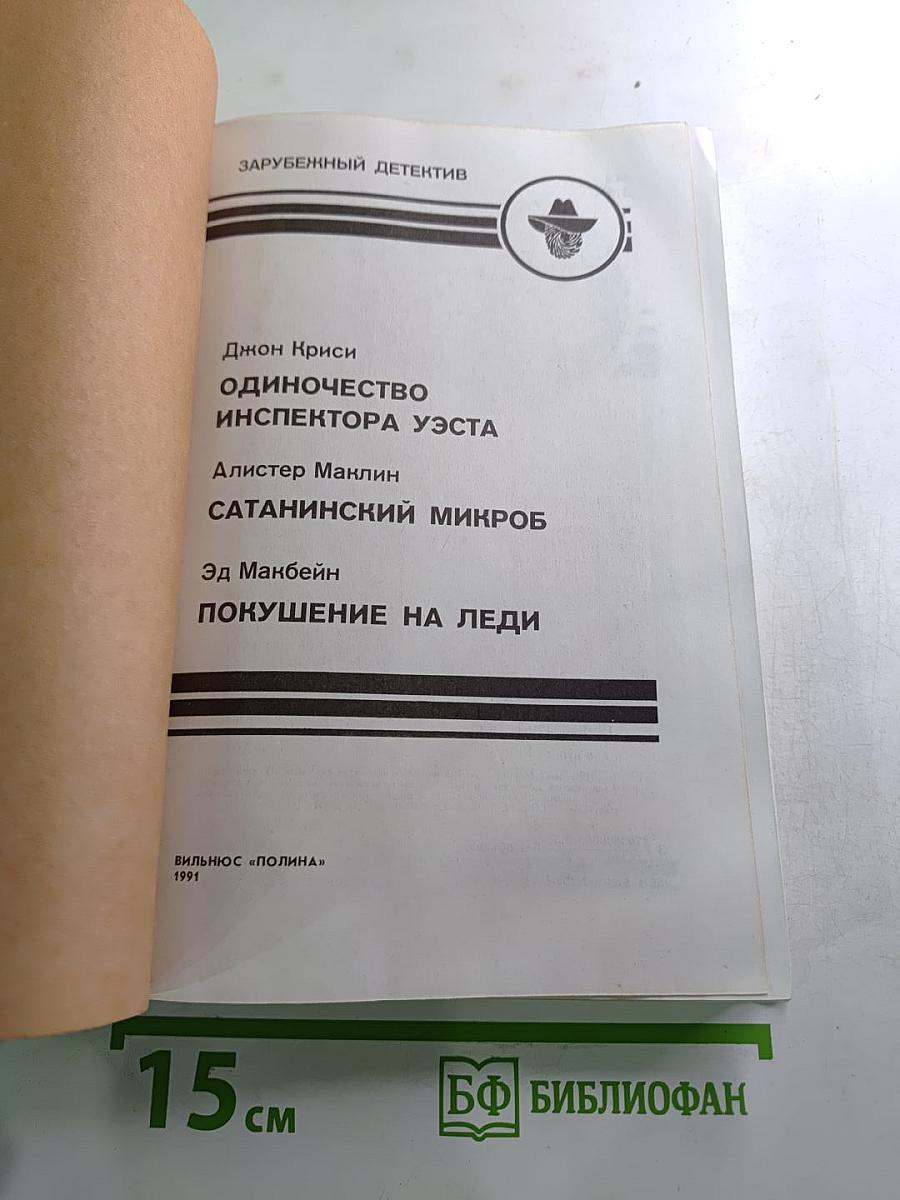 ЗАРУБЕЖНЫЙ ДЕТЕКТИВ
Джон Криси
ОДИНОЧЕСТВО
ИНСПЕКТОРА УЭСТА
Алистер Маклин
САТАНИНСКИЙ МИКРОБ
Эд Макбейн
ПОКУШЕНИЕ НА ЛЕДИ
ВИЛЬНЮС «ПОЛИНА»
1991
15 см
БФ БИБЛИОФАН